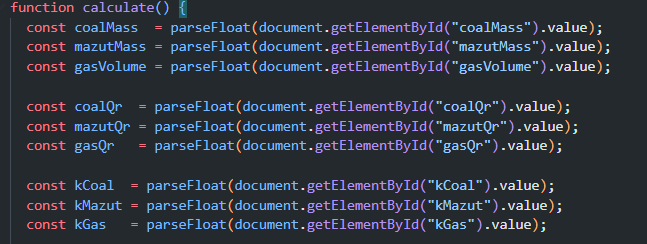 function calculate() {
  const coalMass  = parseFloat(document.getElementById("coalMass").value);
  const mazutMass = parseFloat(document.getElementById("mazutMass").value);
  const gasVolume = parseFloat(document.getElementById("gasVolume").value);

  const coalQr  = parseFloat(document.getElementById("coalQr").value);
  const mazutQr = parseFloat(document.getElementById("mazutQr").value);
  const gasQr   = parseFloat(document.getElementById("gasQr").value);

  const kCoal  = parseFloat(document.getElementById("kCoal").value);
  const kMazut = parseFloat(document.getElementById("kMazut").value);
  const kGas   = parseFloat(document.getElementById("kGas").value);